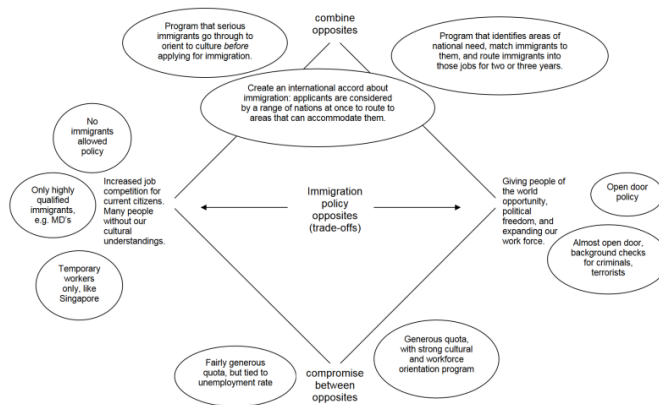 combine
opposites
Program that serious
immigrants go through to
orient to culture before
applying for immigration.
Program that identifies areas of
national need, match immigrants to
them, and route immigrants into
those jobs for two or three years.
Create an international accord about
immigration: applicants are considered
by a range of nations at once to route to
areas that can accommodate them.
No
immigrants
allowed
policy
Only highly
qualified
immigrants,
e.g. MD's
Temporary
workers
only, like
Singapore
Increased job
competition for
current citizens.
Many people
without our
cultural
understandings.
Immigration
policy
opposites
(trade-offs)
Giving people of
the world
opportunity,
political
freedom, and
expanding our
work force.
Open door
policy
Almost open door,
background checks
for criminals,
terrorists
Fairly generous
quota, but tied to
unemployment rate
compromise
between
opposites
Generous quota,
with strong cultural
and workforce
orientation program